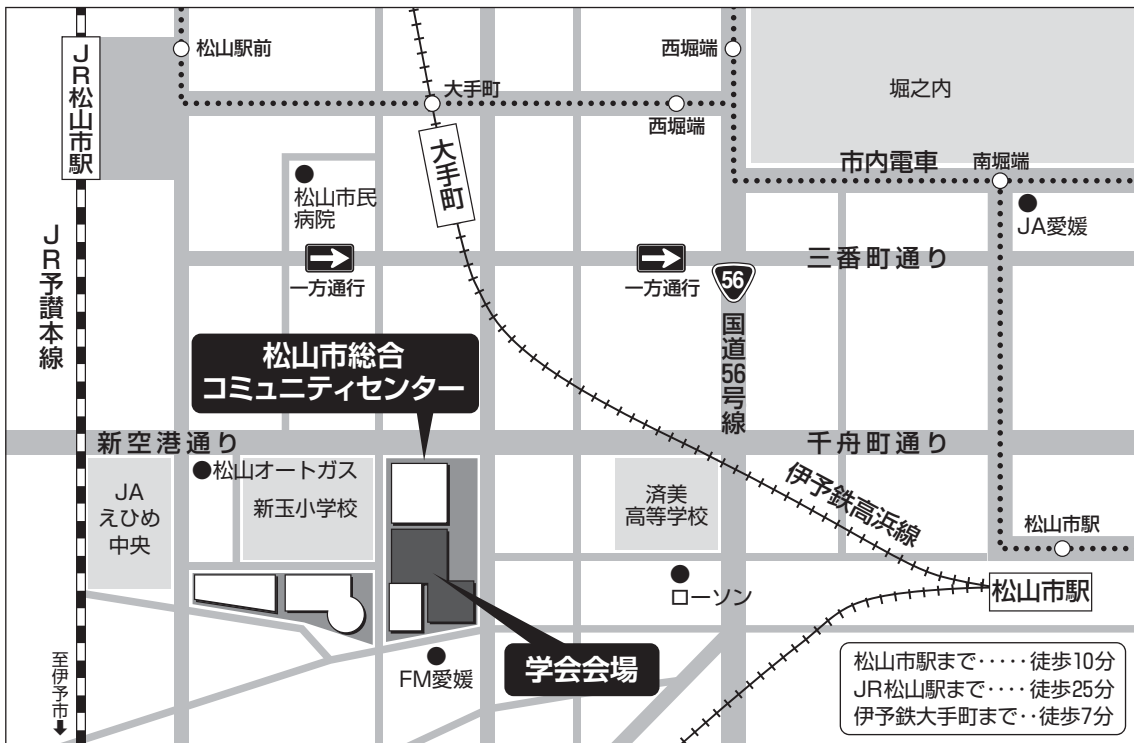 JR松山市駅
松山駅前
大手町
西堀端
西堀端
堀之内
大手町
市内電車
南堀端
松山市民
病院
JA愛媛
JR予讃本線
三番町通り
一方通行
一方通行
56
国道56号線
松山市総合
コミュニティセンター
新空港通り
千舟町通り
松山オートガス
JA
えひめ
中央
新玉小学校
済美
高等学校
伊予鉄高浜線
松山市駅
ローソン
松山市駅
学会会場
FM愛媛
至伊予市
松山市駅まで‥‥‥徒歩10分
JR松山駅まで‥‥徒歩25分
伊予鉄大手町まで‥徒歩7分